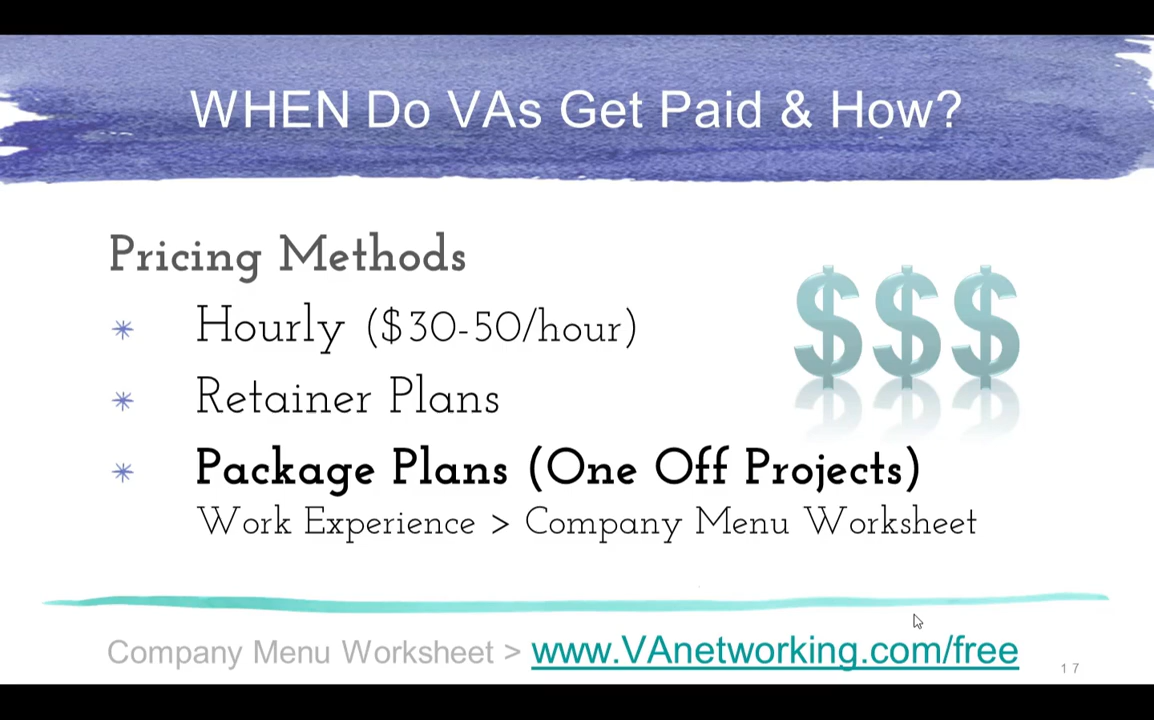 WHEN Do VAs Get Paid & How?
Pricing Methods
Hourly ($30-50/hour)
Retainer Plans
Package Plans (One Off Projects)
Work Experience > Company Menu Worksheet
$$$
Company Menu Worksheet > www.VAnetworking.com/free
17